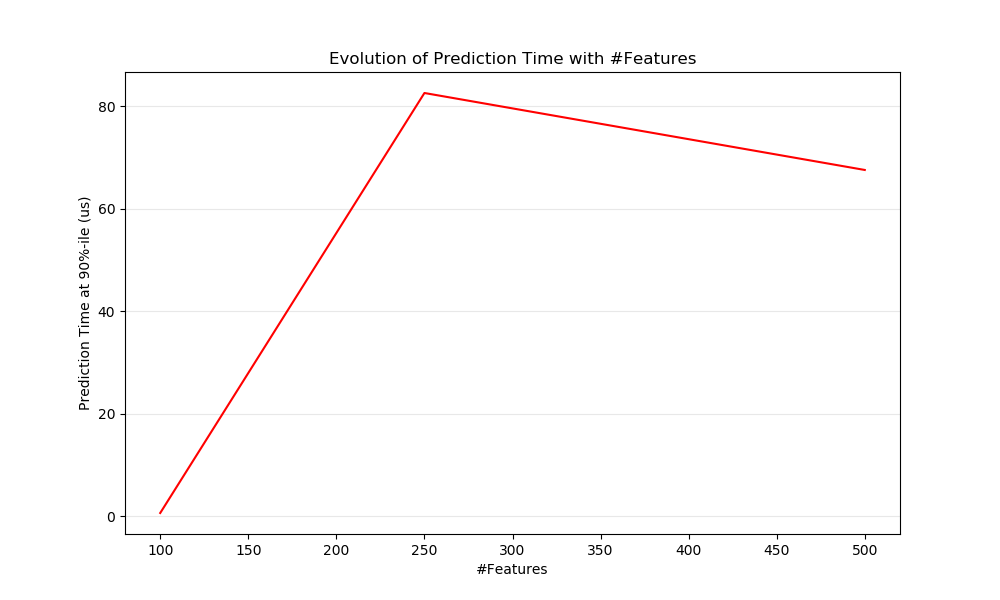 Evolution of Prediction Time with #Features
Prediction Time at 90%-ile (us)
80
60
40
20
0
100 150 200 250 300 350 400 450 500
#Features